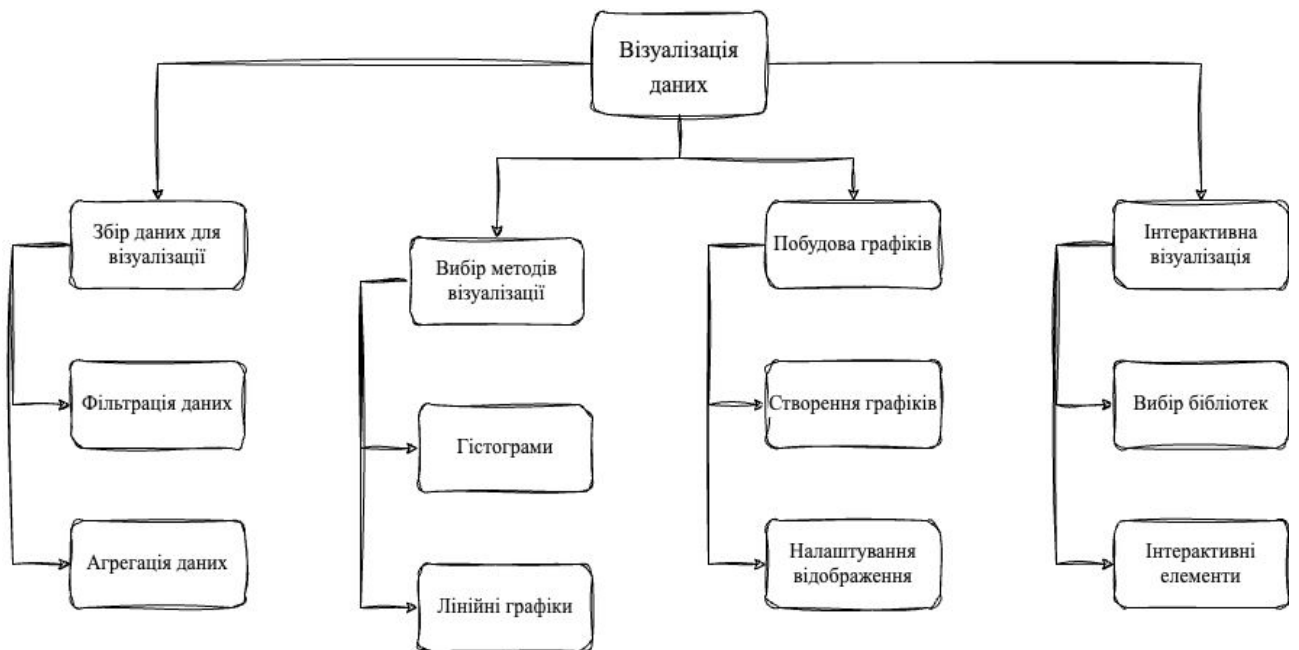 Візуалізація
даних
Збір даних для
візуалізації
Фільтрація даних
Агрегація даних
Вибір методів
візуалізації
Гістограми
Лінійні графіки
Побудова графіків
Створення графіків
Налаштування
відображення
Інтерактивна
візуалізація
Вибір бібліотек
Інтерактивні
елементи